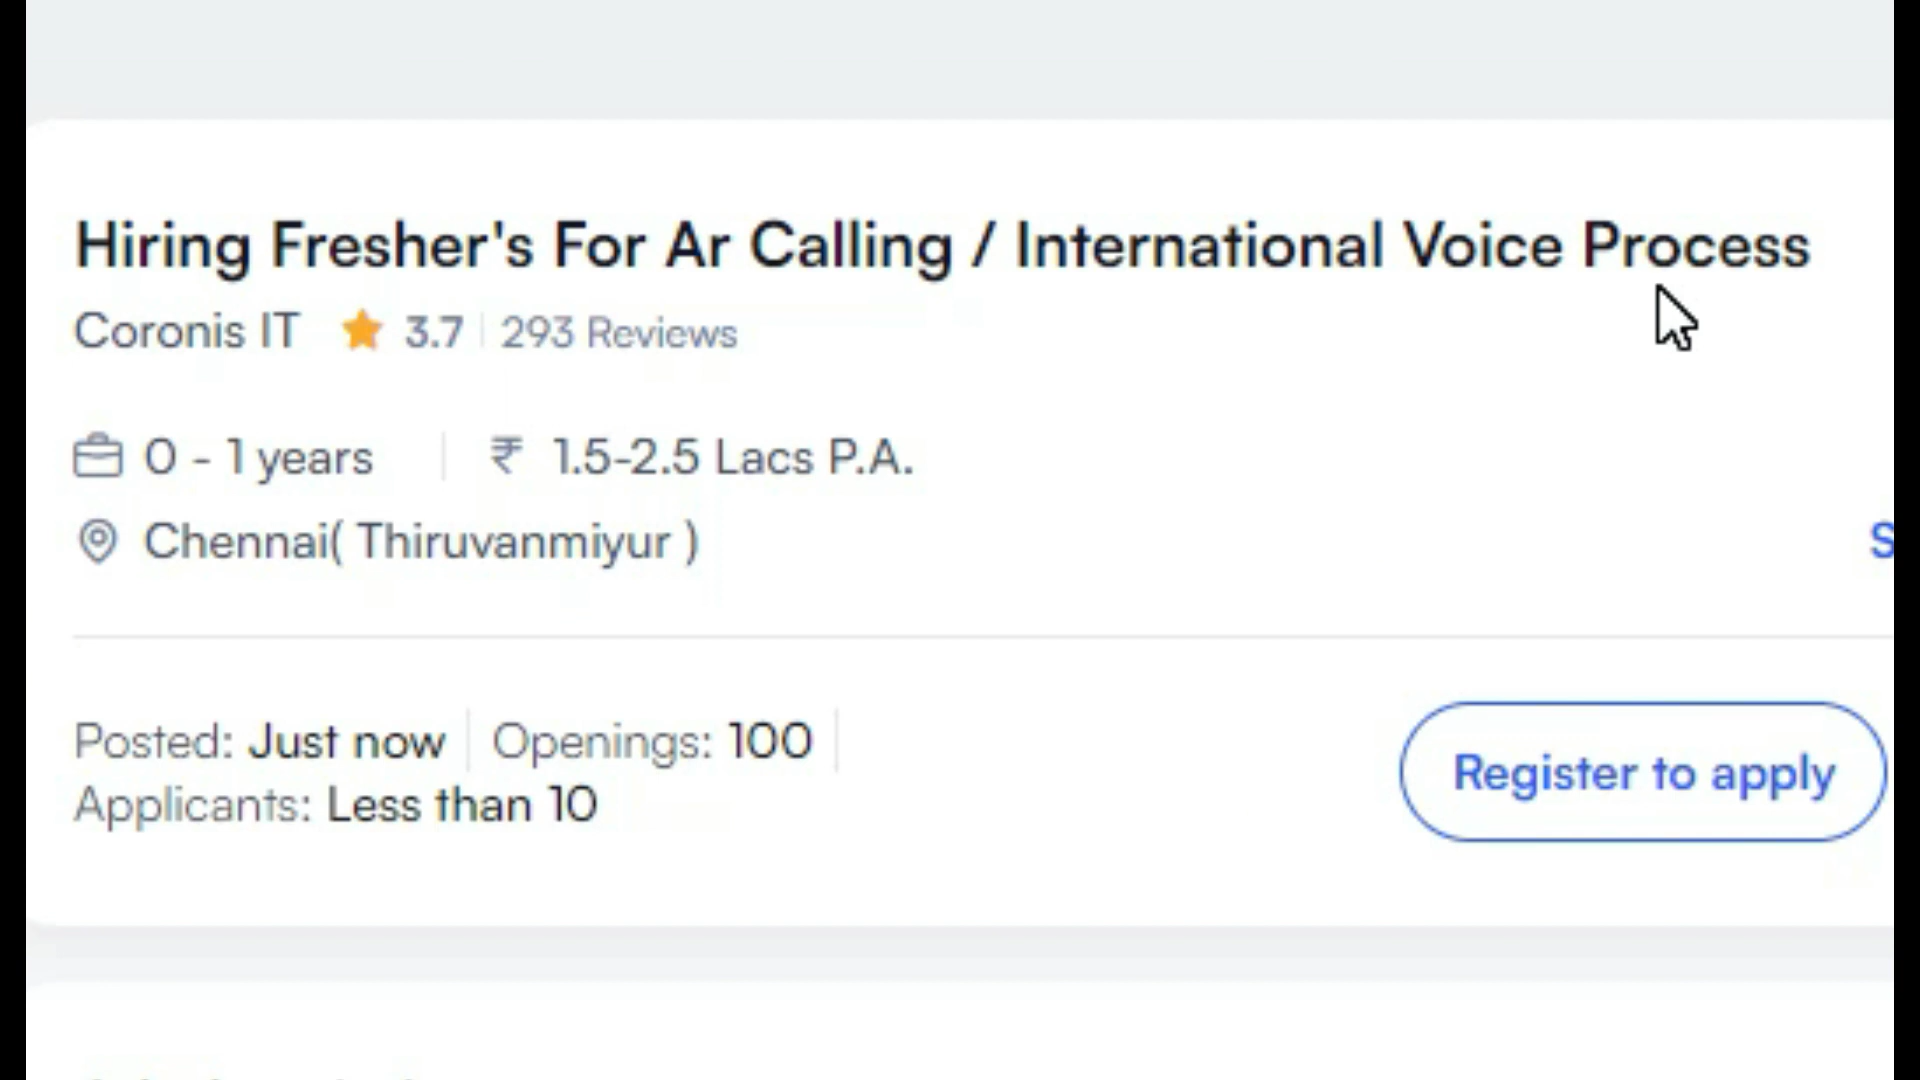 Hiring Fresher's For Ar Calling / International Voice Process
Coronis IT 3.7 293 Reviews
0 - 1 years ₹ 1.5-2.5 Lacs P.A.
Chennai( Thiruvanmiyur )
Posted: Just now Openings: 100
Applicants: Less than 10
Register to apply